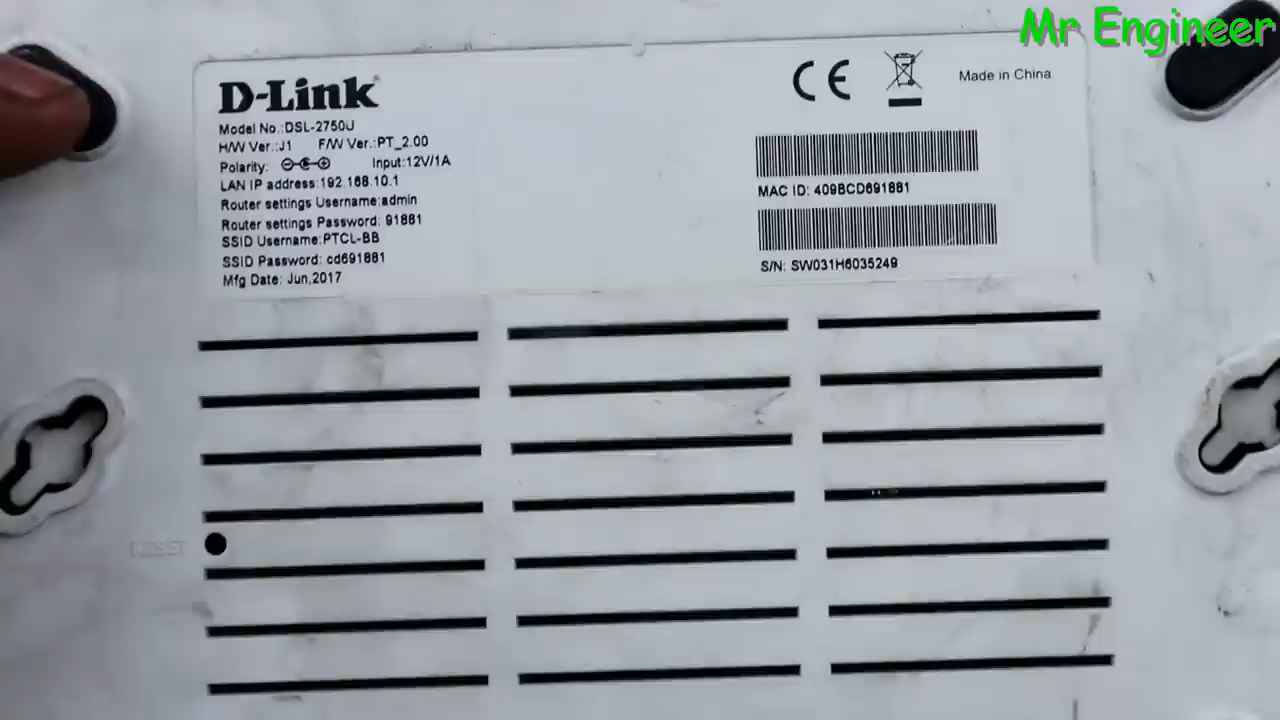 Mr Engineer
D-Link
Model No.:DSL-2750U
H/W Ver.:J1 F/W Ver.:PT_2.00
Polarity: Input:12V/1A
LAN IP address:192.168.10.1
Router settings Username:admin
Router settings Password: 91881
SSID Username:PTCL-BB
SSID Password: cd691881
Mfg Date: Jun,2017
CE
Made in China
MAC ID: 409BCD691881
S/N: SW031H6035249
RESET